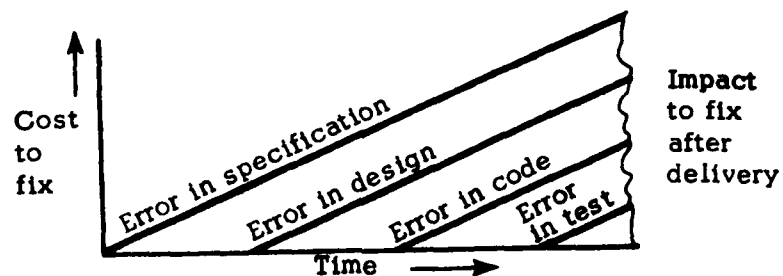 Cost
to
fix
Error in specification
Error in design
Error in code
Error
in test
Time
Impact
to fix
after
delivery